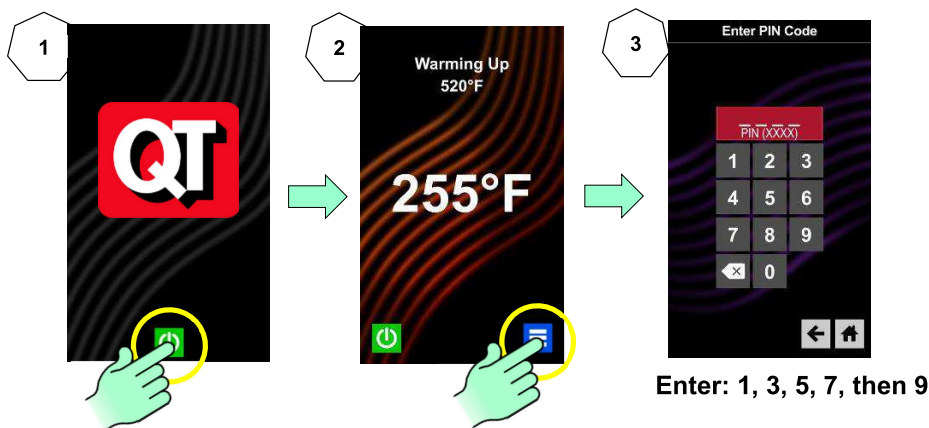 1
QT
2
Warming Up
520°F
255°F
3
Enter PIN Code
_ _ _ _
PIN (XXXX)
1 2 3
4 5 6
7 8 9
0
Enter: 1, 3, 5, 7, then 9